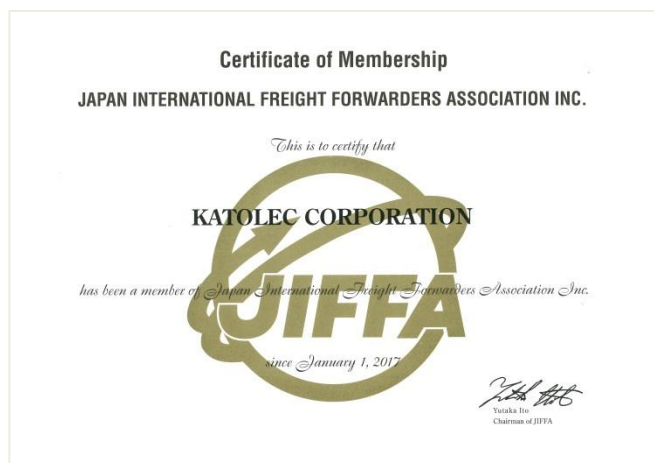 Certificate of Membership
JAPAN INTERNATIONAL FREIGHT FORWARDERS ASSOCIATION INC.
This is to certify that
KATOLEC CORPORATION
has been a member of Japan International Freight Forwarders Association Inc.
JIFFA
since January 1, 2017
Yutaka Ito
Chairman of JIFFA